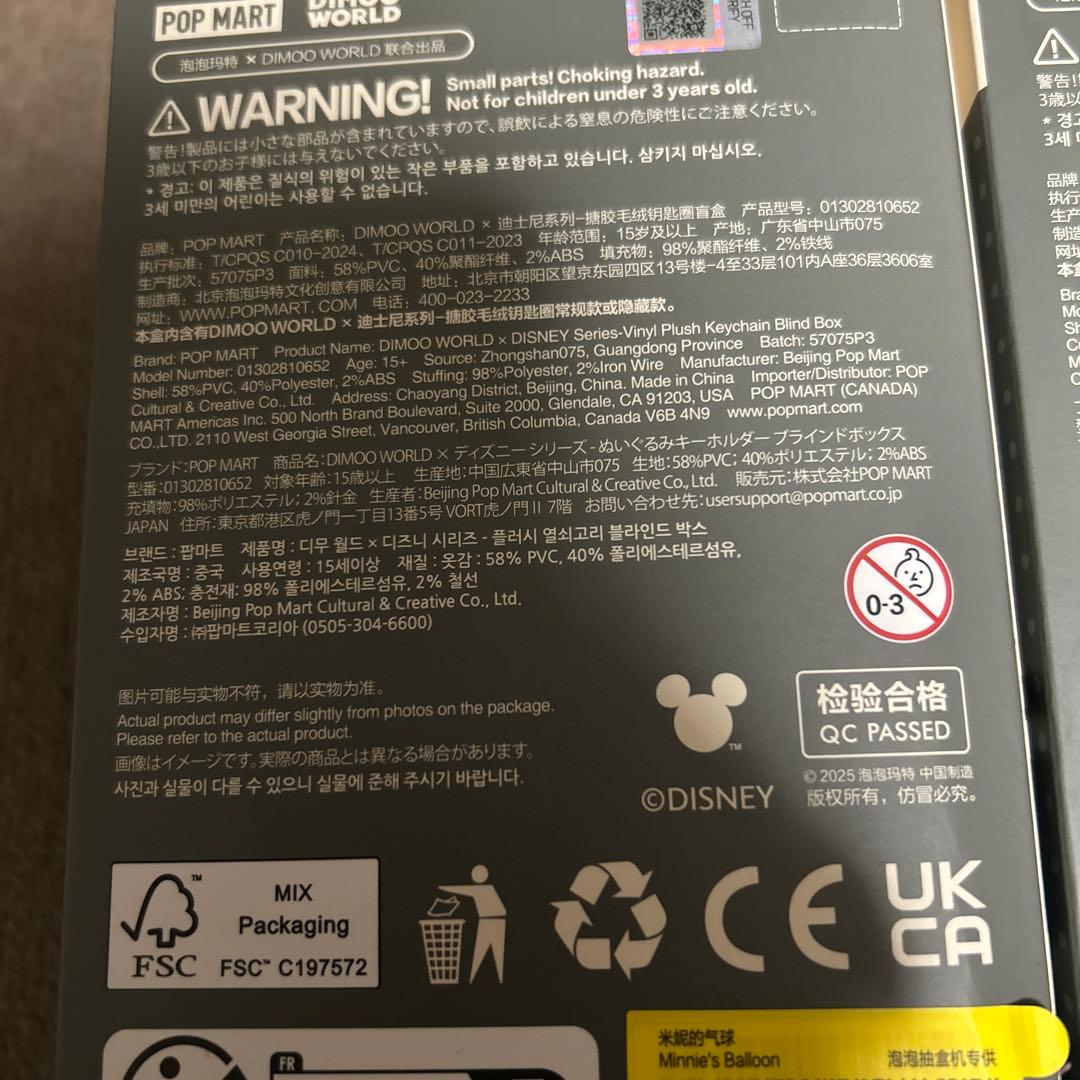 POP MART
DIMOO
WORLD
泡泡玛特 × DIMOO WORLD 联合出品
WARNING!
Small parts! Choking hazard.
Not for children under 3 years old.
警告!製品には小さな部品が含まれていますので、誤飲による窒息の危険性にご注意ください。
3歳以下のお子様には与えないでください。
* 경고: 이 제품은 질식의 위험이 있는 작은 부품을 포함하고 있습니다. 삼키지 마십시오.
3세 미만의 어린이는 사용할 수 없습니다.
品牌: POP MART 产品名称: DIMOO WORLD × 迪士尼系列-搪胶毛绒钥匙圈盲盒 产品型号: 01302810652
执行标准: T/CPQS C010-2024、T/CPQS C011-2023 年龄范围: 15岁及以上 产地: 广东省中山市075
生产批次: 57075P3 面料: 58%PVC、40%聚酯纤维、2%ABS 填充物: 98%聚酯纤维、2%铁线
制造商: 北京泡泡玛特文化创意有限公司 地址: 北京市朝阳区望京东园四区13号楼-4至33层101内A座36层3606室
网址: WWW.POPMART.COM 电话: 400-023-2233
本盒内含有DIMOO WORLD × 迪士尼系列-搪胶毛绒钥匙圈常规款或隐藏款。
Brand: POP MART Product Name: DIMOO WORLD × DISNEY Series-Vinyl Plush Keychain Blind Box
Model Number: 01302810652 Age: 15+ Source: Zhongshan075, Guangdong Province Batch: 57075P3
Shell: 58%PVC, 40%Polyester, 2%ABS Stuffing: 98%Polyester, 2%Iron Wire Manufacturer: Beijing Pop Mart
Cultural & Creative Co., Ltd. Address: Chaoyang District, Beijing, China. Made in China Importer/Distributor: POP
MART Americas Inc. 500 North Brand Boulevard, Suite 2000, Glendale, CA 91203, USA POP MART (CANADA)
CO.,LTD. 2110 West Georgia Street, Vancouver, British Columbia, Canada V6B 4N9 www.popmart.com
ブランド:POP MART 商品名:DIMOO WORLD × ディズニー シリーズ - ぬいぐるみキーホルダー ブラインドボックス
型番:01302810652 対象年齢:15歳以上 生産地:中国広東省中山市075 生地:58%PVC; 40%ポリエステル; 2%ABS
充填物:98%ポリエステル; 2%針金 生産者:Beijing Pop Mart Cultural & Creative Co., Ltd. 販売元:株式会社POP MART
JAPAN 住所:東京都港区虎ノ門一丁目13番5号 VORT虎ノ門Ⅱ 7階 お問い合わせ先:usersupport@popmart.co.jp
브랜드 : 팝마트 제품명 : 디무 월드 × 디즈니 시리즈 - 플러시 열쇠고리 블라인드 박스
제조국명 : 중국 사용연령 : 15세이상 재질 : 옷감 : 58% PVC, 40% 폴리에스테르섬유,
2% ABS; 충전재: 98% 폴리에스테르섬유, 2% 철선
제조자명 : Beijing Pop Mart Cultural & Creative Co., Ltd.
수입자명 : ㈜팝마트코리아 (0505-304-6600)
0-3
图片可能与实物不符，请以实物为准。
Actual product may differ slightly from photos on the package.
Please refer to the actual product.
画像はイメージです。実際の商品とは異なる場合があります。
사진과 실물이 다를 수 있으니 실물에 준해 주시기 바랍니다.
TM
©DISNEY
检验合格
QC PASSED
© 2025 泡泡玛特 中国制造
版权所有，仿冒必究。
FSC
MIX
Packaging
FSC™ C197572
CE
UK
CA
FR
米妮的气球
Minnie's Balloon
泡泡抽盒机专供